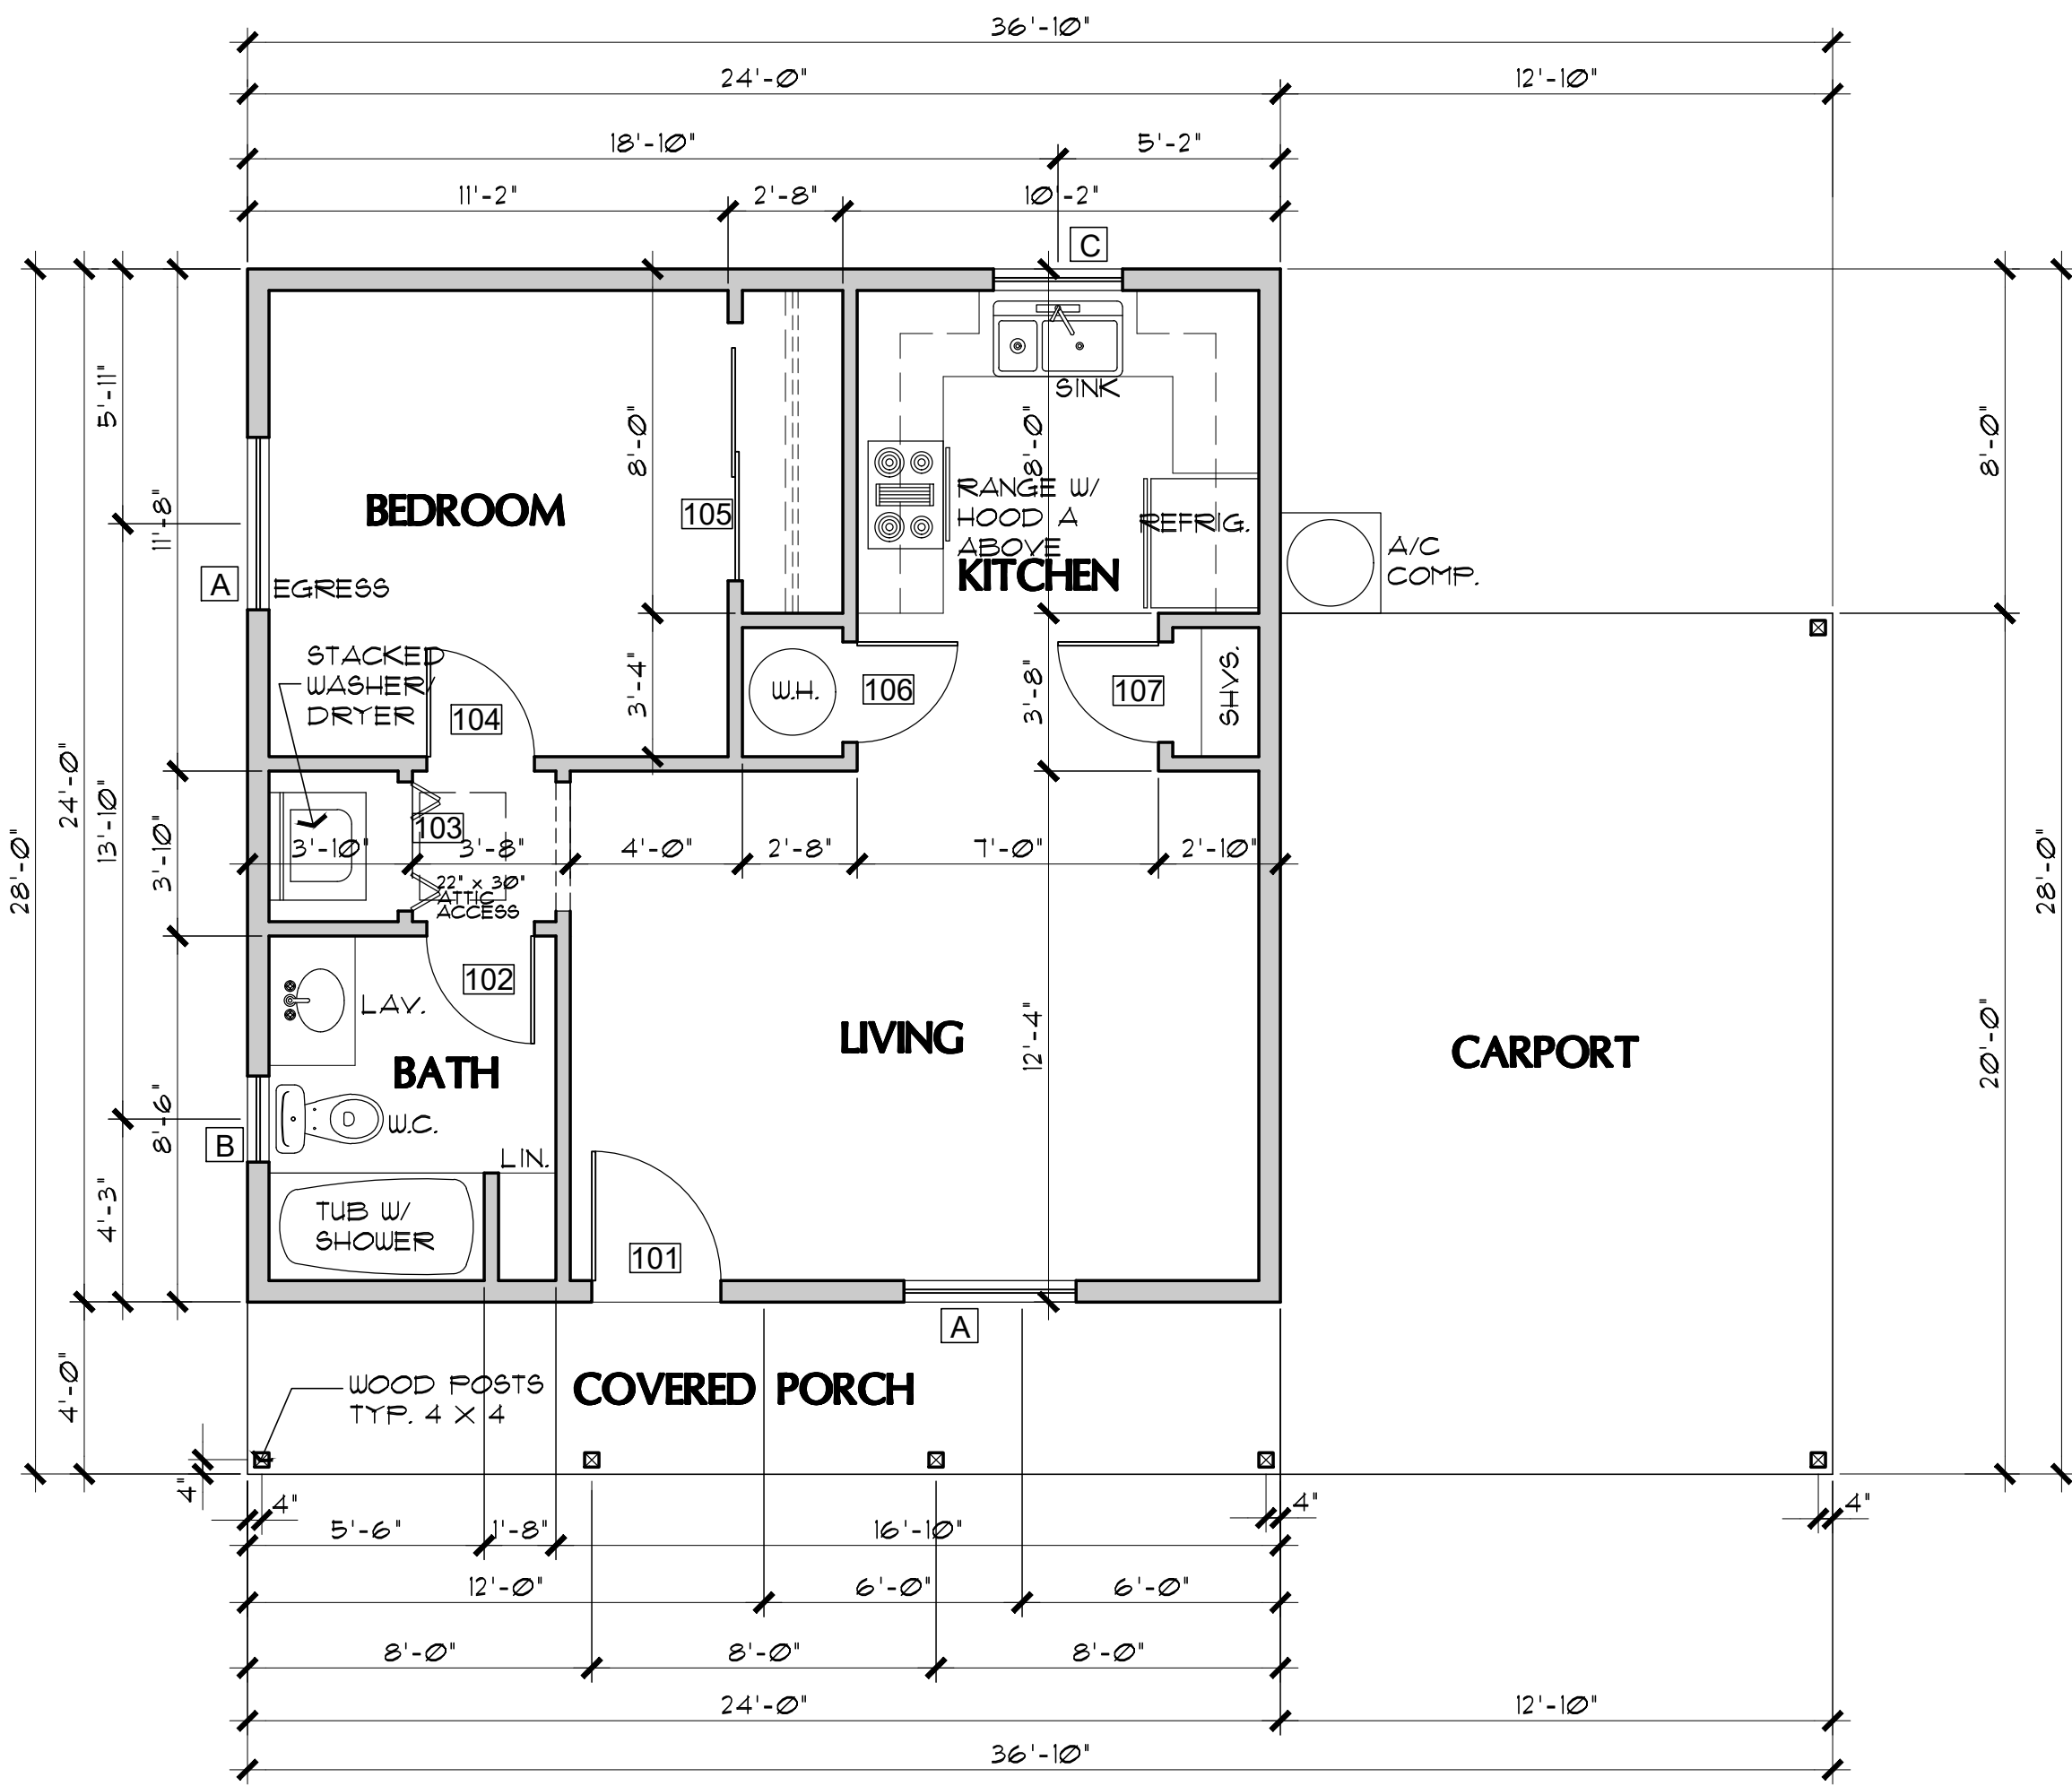 36'-10"
24'-0"
12'-10"
18'-10"
5'-2"
11'-2"
2'-8"
10'-2"
C
5'-11"
8'-0"
8'-0"
8'-0"
SINK
11'-8"
BEDROOM
105
RANGE W/
HOOD A
ABOVE
REFRIG.
KITCHEN
A/C
COMP.
A
EGRESS
STACKED
WASHER/
DRYER
104
3'-4"
W.H.
106
3'-8"
107
SHVS.
24'-0"
13'-10"
3'-10"
28'-0"
28'-0"
103
3'-10"
3'-8"
4'-0"
2'-8"
7'-0"
2'-10"
22" x 30"
ATTIC
ACCESS
102
LAV.
BATH
LIVING
12'-4"
CARPORT
20'-0"
8'-6"
B
W.C.
LIN.
4'-3"
TUB W/
SHOWER
101
A
4'-0"
WOOD POSTS
TYP. 4 X 4
COVERED PORCH
4"
4"
4"
4"
5'-6"
1'-8"
16'-10"
12'-0"
6'-0"
6'-0"
8'-0"
8'-0"
8'-0"
24'-0"
12'-10"
36'-10"